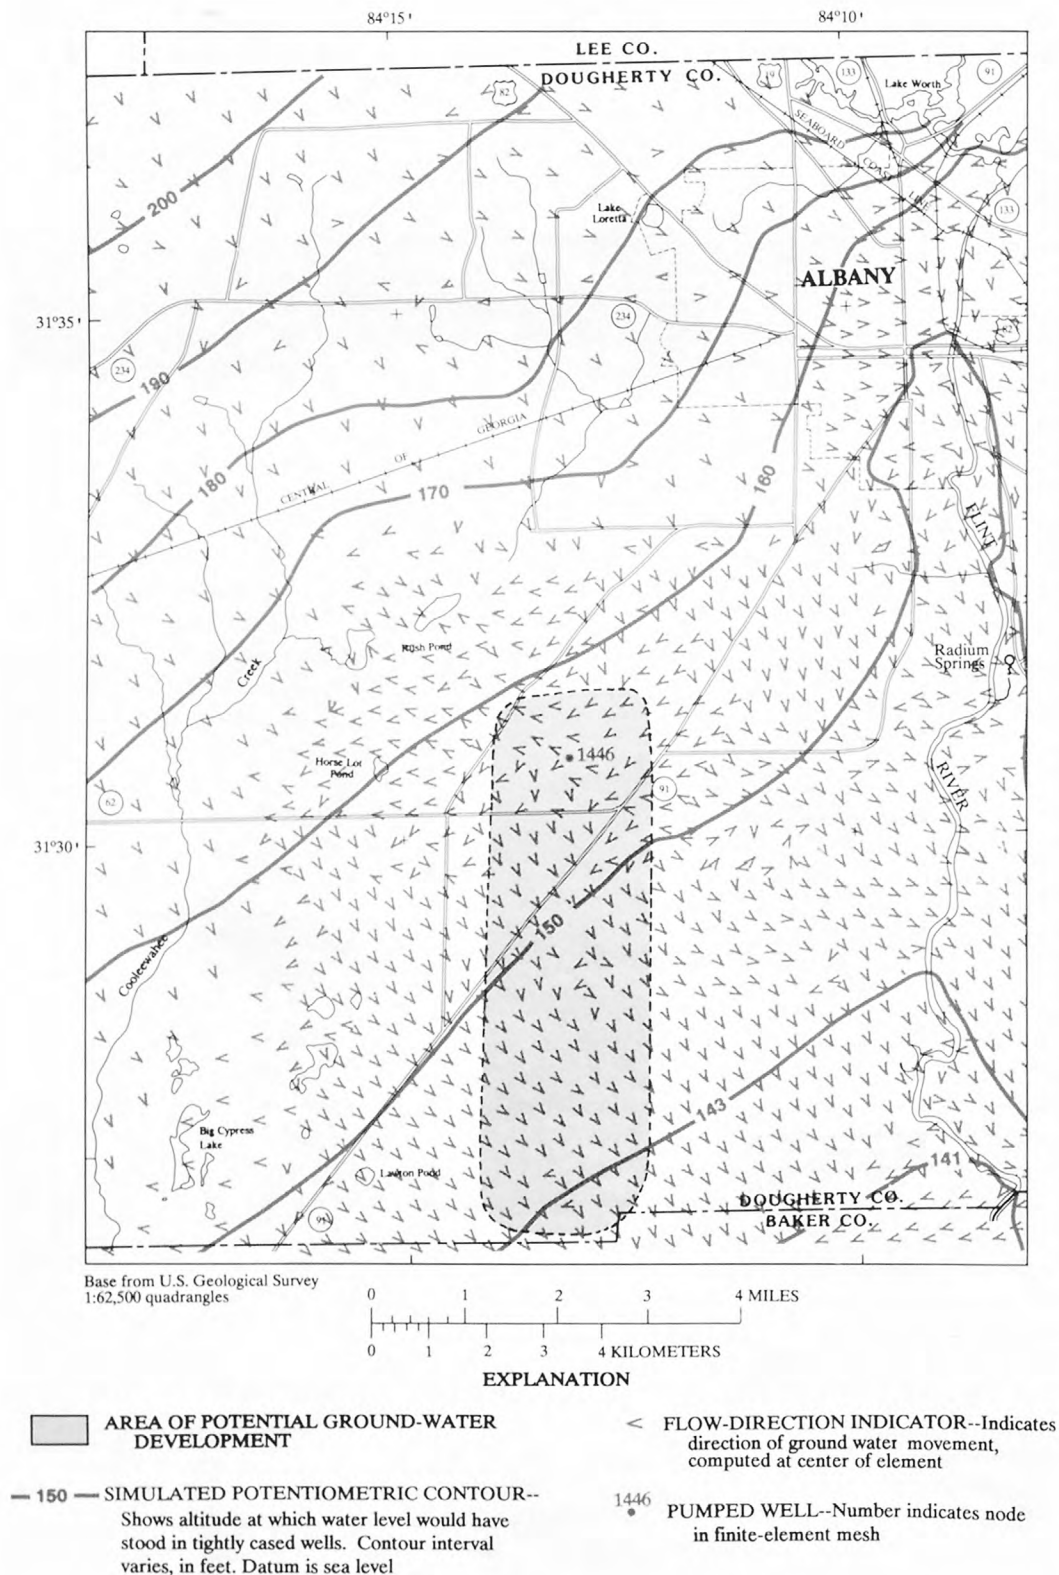 84°15'
84°10'
LEE CO.
DOUGHERTY CO.
82
19
133
91
Lake Worth
SEABOARD
COAST
LINE
200
Lake
Loretta
133
ALBANY
31°35'
234
234
82
190
GEORGIA
OF
CENTRAL
180
170
160
FLINT
Rush Pond
Radium
Springs
Creek
1446
Horse Lot
Pond
62
91
RIVER
31°30'
150
Cooleewahee
143
Big Cypress
Lake
141
Lawton Pond
DOUGHERTY CO.
91
BAKER CO.
Base from U.S. Geological Survey
1:62,500 quadrangles
0 1 2 3 4 MILES
0 1 2 3 4 KILOMETERS
EXPLANATION
AREA OF POTENTIAL GROUND-WATER
DEVELOPMENT
— 150 — SIMULATED POTENTIOMETRIC CONTOUR--
Shows altitude at which water level would have
stood in tightly cased wells. Contour interval
varies, in feet. Datum is sea level
< FLOW-DIRECTION INDICATOR--Indicates
direction of ground water movement,
computed at center of element
1446
PUMPED WELL--Number indicates node
in finite-element mesh